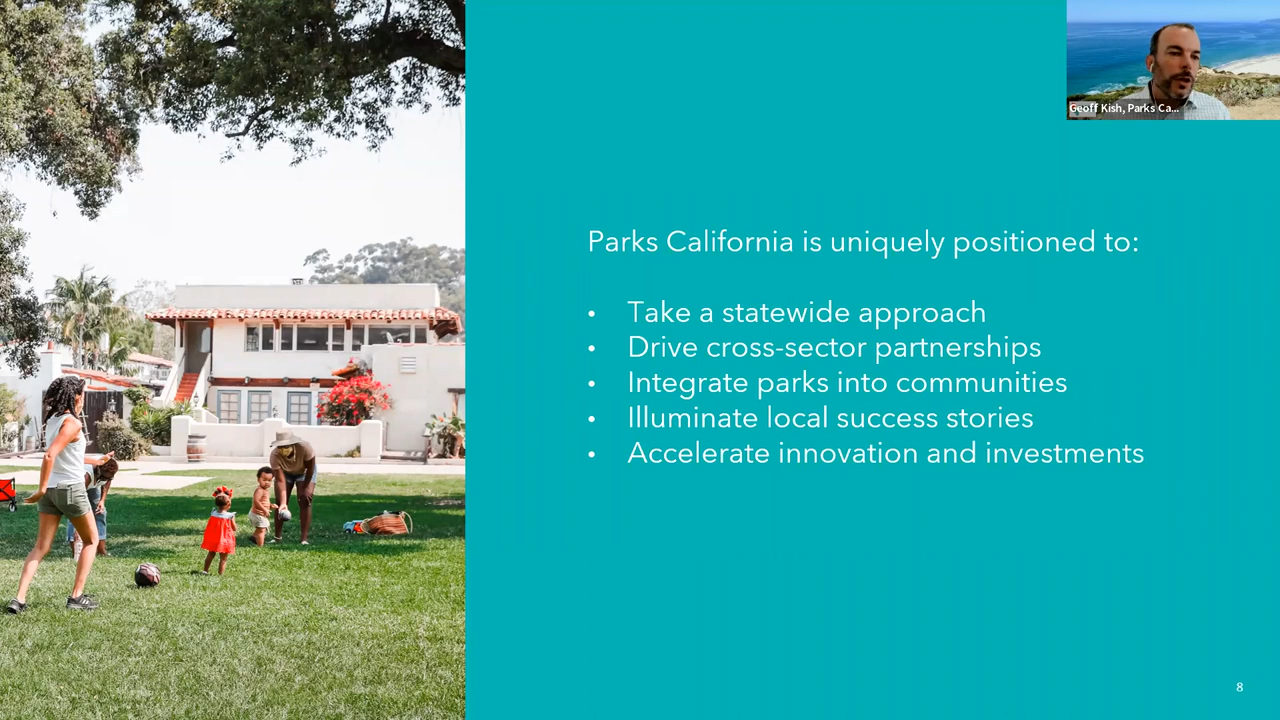 Geoff Kish, Parks Ca...
Parks California is uniquely positioned to:
• Take a statewide approach
• Drive cross-sector partnerships
• Integrate parks into communities
• Illuminate local success stories
• Accelerate innovation and investments
8